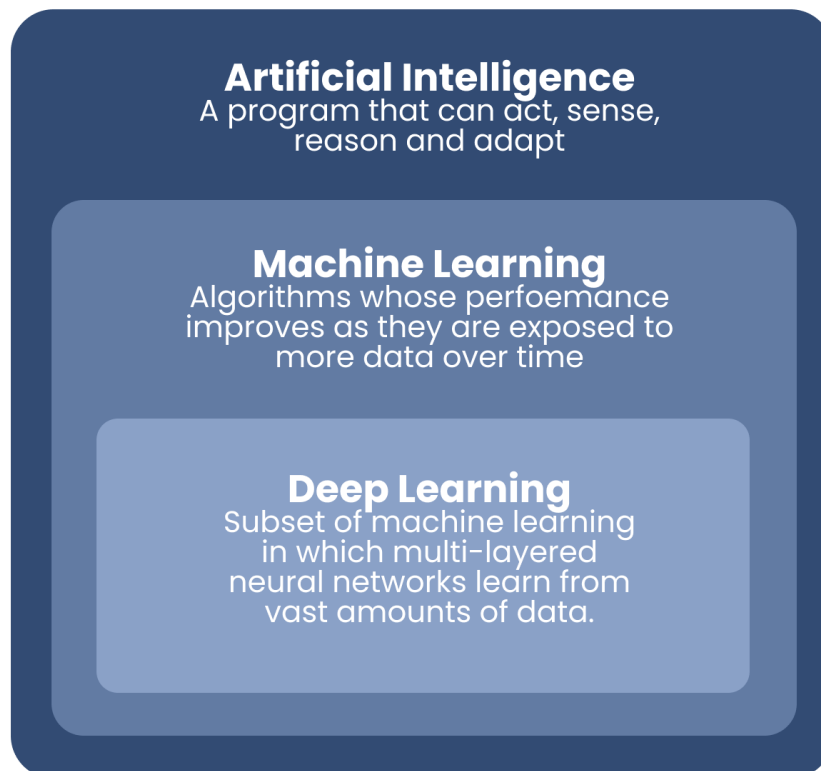 Artificial Intelligence
A program that can act, sense,
reason and adapt
Machine Learning
Algorithms whose perfoemance
improves as they are exposed to
more data over time
Deep Learning
Subset of machine learning
in which multi-layered
neural networks learn from
vast amounts of data.